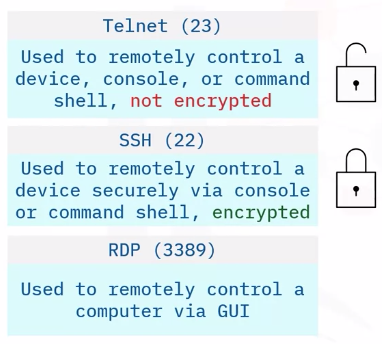 Telnet (23)
Used to remotely control a
device, console, or command
shell, not encrypted
SSH (22)
Used to remotely control a
device securely via console
or command shell, encrypted
RDP (3389)
Used to remotely control a
computer via GUI